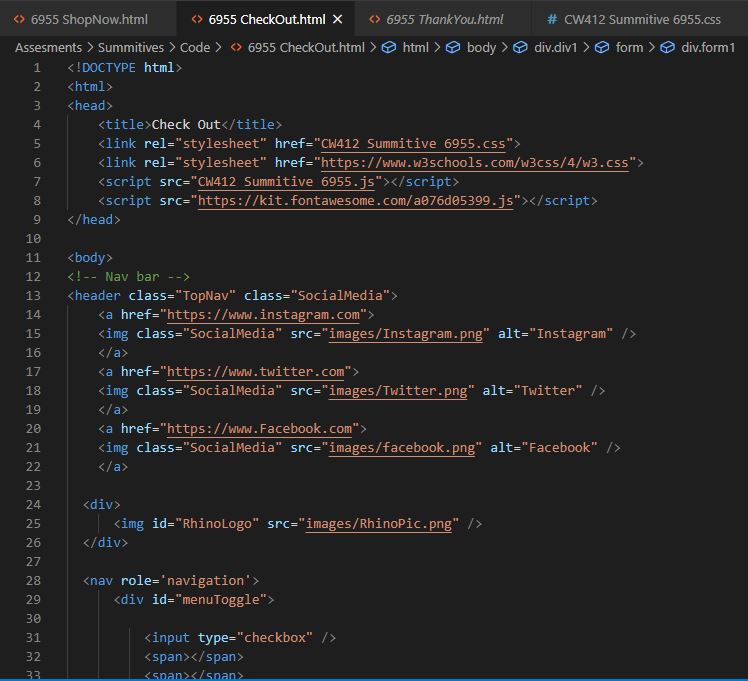 6955 ShopNow.html 6955 CheckOut.html × 6955 ThankYou.html # CW412 Summitive 6955.css
Assesments > Summitives > Code > 6955 CheckOut.html > html > body > div.div1 > form > div.form1
1 <!DOCTYPE html>
2 <html>
3 <head>
4 <title>Check Out</title>
5 <link rel="stylesheet" href="CW412 Summitive 6955.css">
6 <link rel="stylesheet" href="https://www.w3schools.com/w3css/4/w3.css">
7 <script src="CW412 Summitive 6955.js"></script>
8 <script src="https://kit.fontawesome.com/a076d05399.js"></script>
9 </head>
10
11 <body>
12 <!-- Nav bar -->
13 <header class="TopNav" class="SocialMedia">
14 <a href="https://www.instagram.com">
15 <img class="SocialMedia" src="images/Instagram.png" alt="Instagram" />
16 </a>
17 <a href="https://www.twitter.com">
18 <img class="SocialMedia" src="images/Twitter.png" alt="Twitter" />
19 </a>
20 <a href="https://www.Facebook.com">
21 <img class="SocialMedia" src="images/facebook.png" alt="Facebook" />
22 </a>
23
24 <div>
25 <img id="RhinoLogo" src="images/RhinoPic.png" />
26 </div>
27
28 <nav role='navigation'>
29 <div id="menuToggle">
30
31 <input type="checkbox" />
32 <span></span>
33 <span></span>